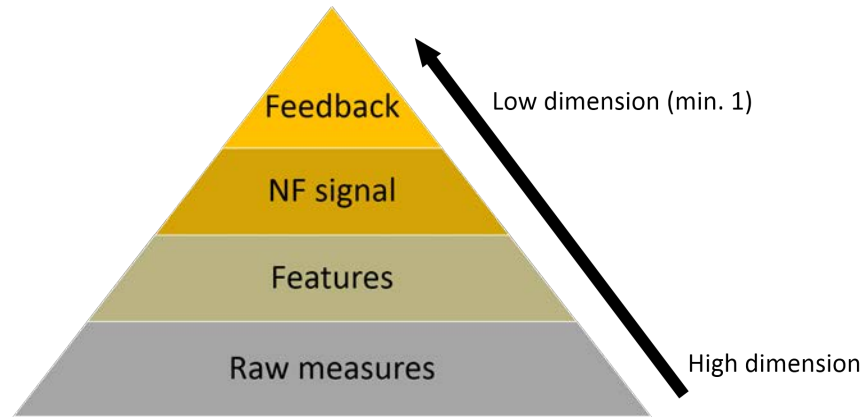 Feedback
Low dimension (min. 1)
NF signal
Features
Raw measures
High dimension